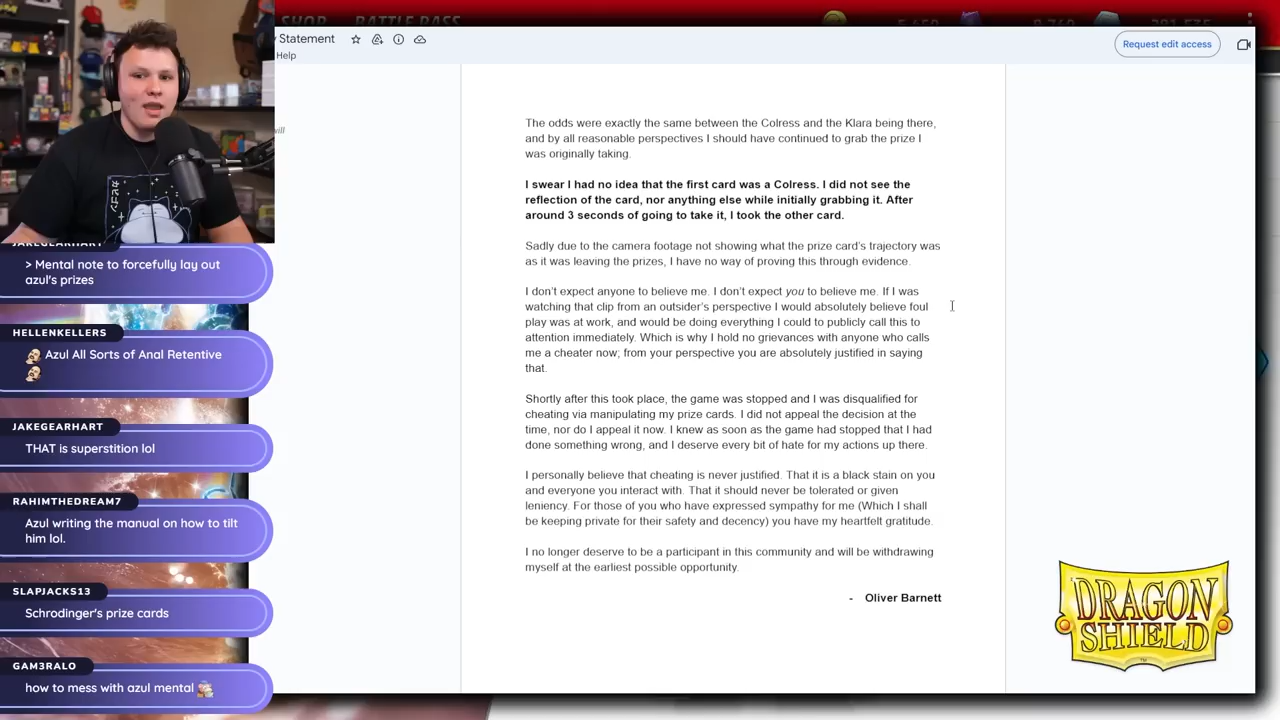 SHOP BATTLE PASS
Statement
Help
Request edit access
will
The odds were exactly the same between the Colress and the Klara being there,
and by all reasonable perspectives I should have continued to grab the prize I
was originally taking.
I swear I had no idea that the first card was a Colress. I did not see the
reflection of the card, nor anything else while initially grabbing it. After
around 3 seconds of going to take it, I took the other card.
Sadly due to the camera footage not showing what the prize card's trajectory was
as it was leaving the prizes, I have no way of proving this through evidence.
I don't expect anyone to believe me. I don't expect you to believe me. If I was
watching that clip from an outsider's perspective I would absolutely believe foul
play was at work, and would be doing everything I could to publicly call this to
attention immediately. Which is why I hold no grievances with anyone who calls
me a cheater now; from your perspective you are absolutely justified in saying
that.
Shortly after this took place, the game was stopped and I was disqualified for
cheating via manipulating my prize cards. I did not appeal the decision at the
time, nor do I appeal it now. I knew as soon as the game had stopped that I had
done something wrong, and I deserve every bit of hate for my actions up there.
I personally believe that cheating is never justified. That it is a black stain on you
and everyone you interact with. That it should never be tolerated or given
leniency. For those of you who have expressed sympathy for me (Which I shall
be keeping private for their safety and decency) you have my heartfelt gratitude.
I no longer deserve to be a participant in this community and will be withdrawing
myself at the earliest possible opportunity.
- Oliver Barnett
JAKEGEARHART
> Mental note to forcefully lay out
azul's prizes
HELLENKELLERS
Azul All Sorts of Anal Retentive
JAKEGEARHART
THAT is superstition lol
RAHIMTHEDREAM7
Azul writing the manual on how to tilt
him lol.
SLAPJACKS13
Schrodinger's prize cards
GAM3RALO
how to mess with azul mental
DRAGON
SHIELD